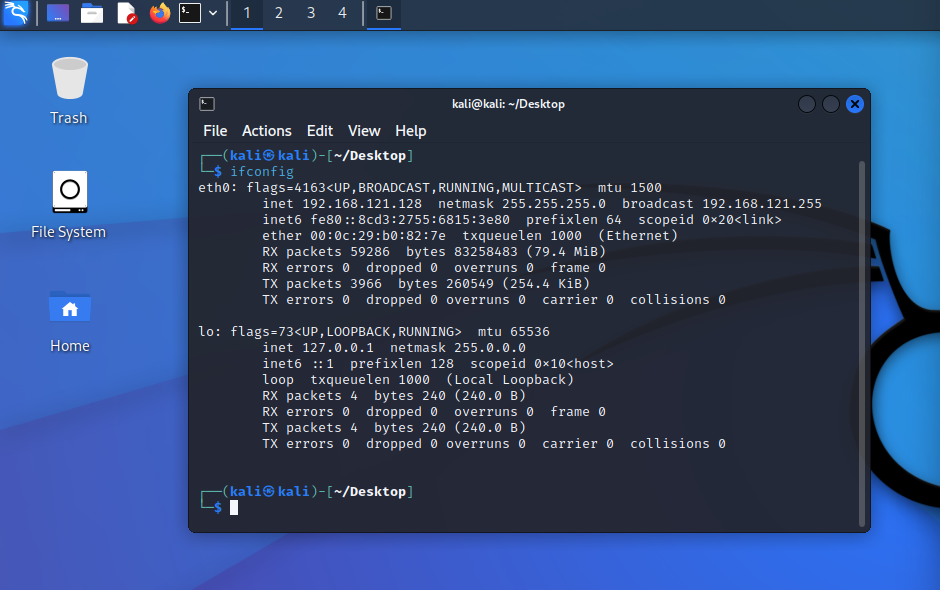 1 2 3 4
Trash
File System
Home
kali@kali: ~/Desktop
File Actions Edit View Help
┌──(kali㉿kali)-[~/Desktop]
└─$ ifconfig
eth0: flags=4163<UP,BROADCAST,RUNNING,MULTICAST>  mtu 1500
        inet 192.168.121.128  netmask 255.255.255.0  broadcast 192.168.121.255
        inet6 fe80::8cd3:2755:6815:3e80  prefixlen 64  scopeid 0×20<link>
        ether 00:0c:29:b0:82:7e  txqueuelen 1000  (Ethernet)
        RX packets 59286  bytes 83258483 (79.4 MiB)
        RX errors 0  dropped 0  overruns 0  frame 0
        TX packets 3966  bytes 260549 (254.4 KiB)
        TX errors 0  dropped 0 overruns 0  carrier 0  collisions 0
lo: flags=73<UP,LOOPBACK,RUNNING>  mtu 65536
        inet 127.0.0.1  netmask 255.0.0.0
        inet6 ::1  prefixlen 128  scopeid 0×10<host>
        loop  txqueuelen 1000  (Local Loopback)
        RX packets 4  bytes 240 (240.0 B)
        RX errors 0  dropped 0  overruns 0  frame 0
        TX packets 4  bytes 240 (240.0 B)
        TX errors 0  dropped 0 overruns 0  carrier 0  collisions 0
┌──(kali㉿kali)-[~/Desktop]
└─$